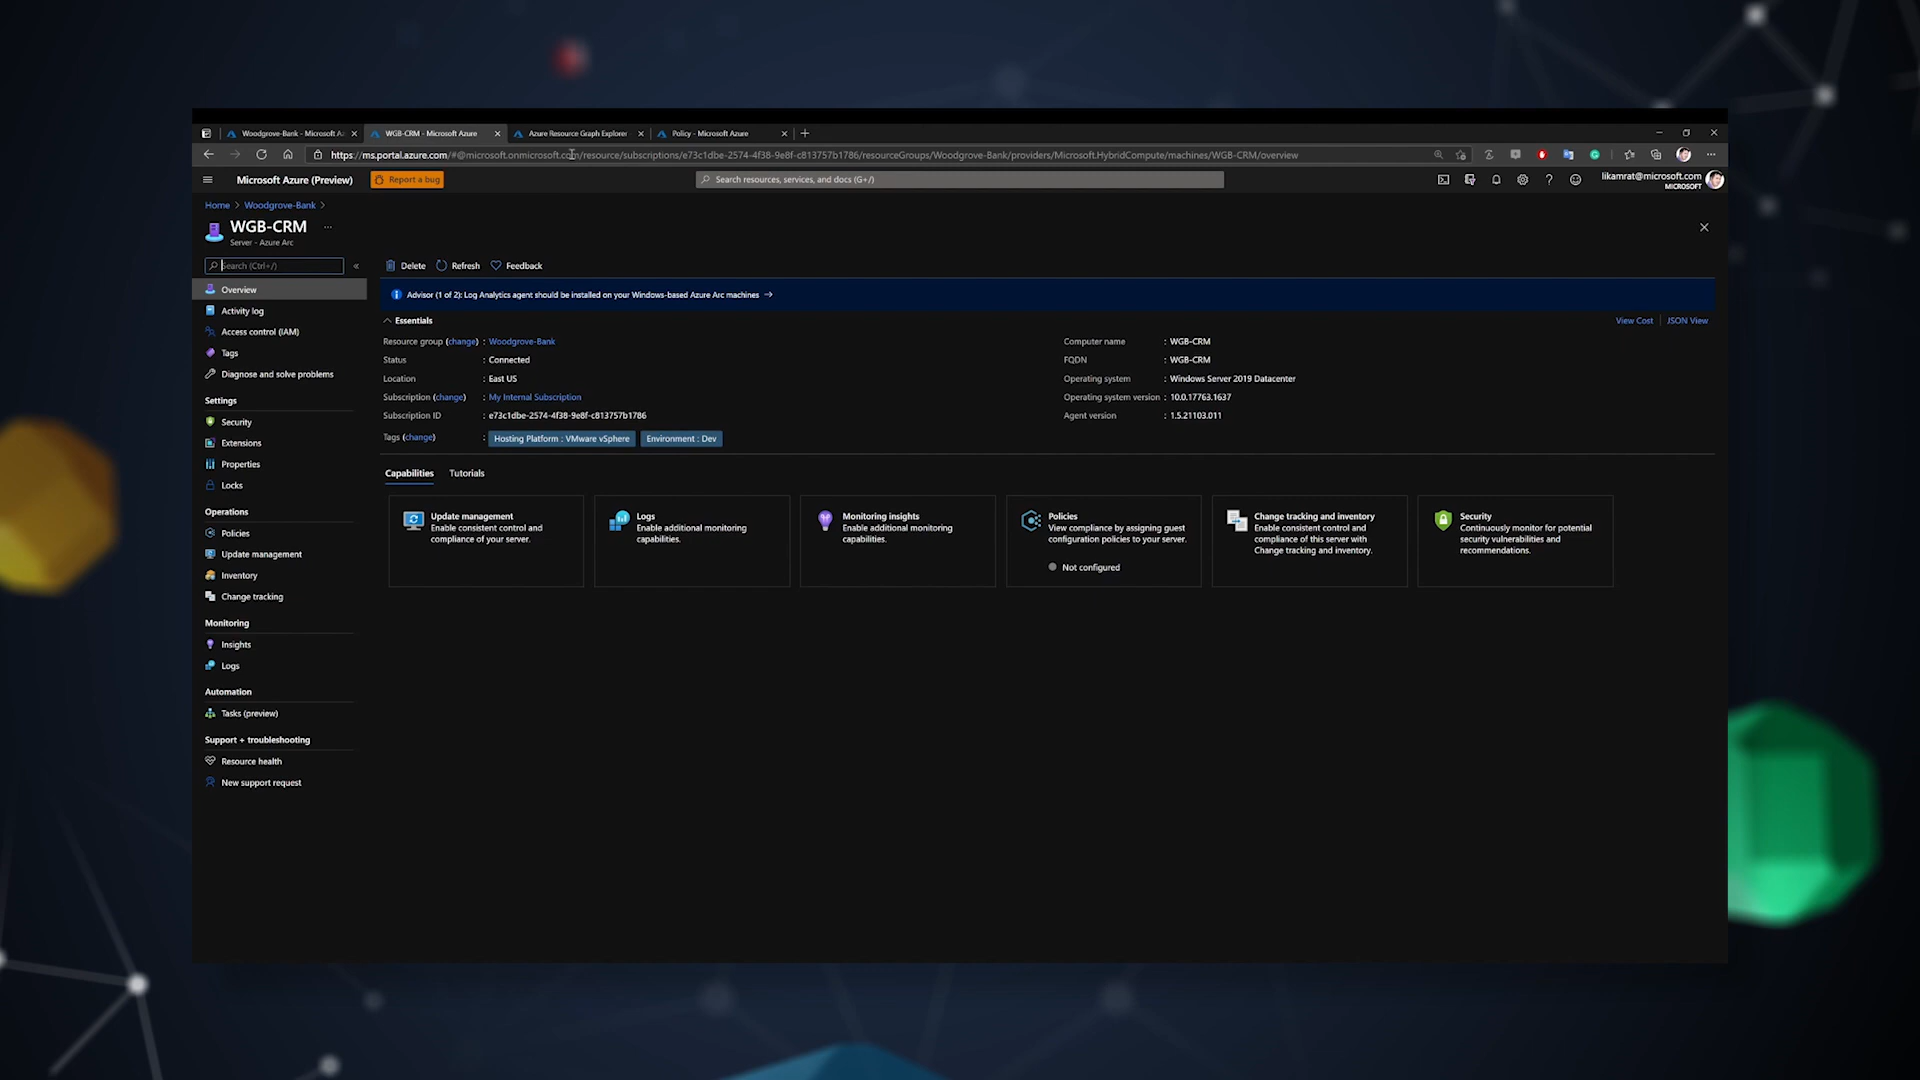 Woodgrove-Bank - Microsoft Az
WGB-CRM - Microsoft Azure
Azure Resource Graph Explorer
Policy - Microsoft Azure
https://ms.portal.azure.com/#@microsoft.onmicrosoft.com/resource/subscriptions/e73c1dbe-2574-4f38-9e8f-c813757b1786/resourceGroups/Woodgrove-Bank/providers/Microsoft.HybridCompute/machines/WGB-CRM/overview
Microsoft Azure (Preview)
Report a bug
Search resources, services, and docs (G+/)
likamrat@microsoft.com
MICROSOFT
Home > Woodgrove-Bank >
WGB-CRM ...
Server - Azure Arc
Search (Ctrl+/)
«
Delete
Refresh
Feedback
Overview
Activity log
Access control (IAM)
Tags
Diagnose and solve problems
Settings
Security
Extensions
Properties
Locks
Operations
Policies
Update management
Inventory
Change tracking
Monitoring
Insights
Logs
Automation
Tasks (preview)
Support + troubleshooting
Resource health
New support request
Advisor (1 of 2): Log Analytics agent should be installed on your Windows-based Azure Arc machines →
Essentials
View Cost | JSON View
Resource group (change) : Woodgrove-Bank
Status : Connected
Location : East US
Subscription (change) : My Internal Subscription
Subscription ID : e73c1dbe-2574-4f38-9e8f-c813757b1786
Tags (change) : Hosting Platform : VMware vSphere Environment : Dev
Computer name : WGB-CRM
FQDN : WGB-CRM
Operating system : Windows Server 2019 Datacenter
Operating system version : 10.0.17763.1637
Agent version : 1.5.21103.011
Capabilities
Tutorials
Update management
Enable consistent control and
compliance of your server.
Logs
Enable additional monitoring
capabilities.
Monitoring insights
Enable additional monitoring
capabilities.
Policies
View compliance by assigning guest
configuration policies to your server.
Not configured
Change tracking and inventory
Enable consistent control and
compliance of this server with
Change tracking and inventory.
Security
Continuously monitor for potential
security vulnerabilities and
recommendations.